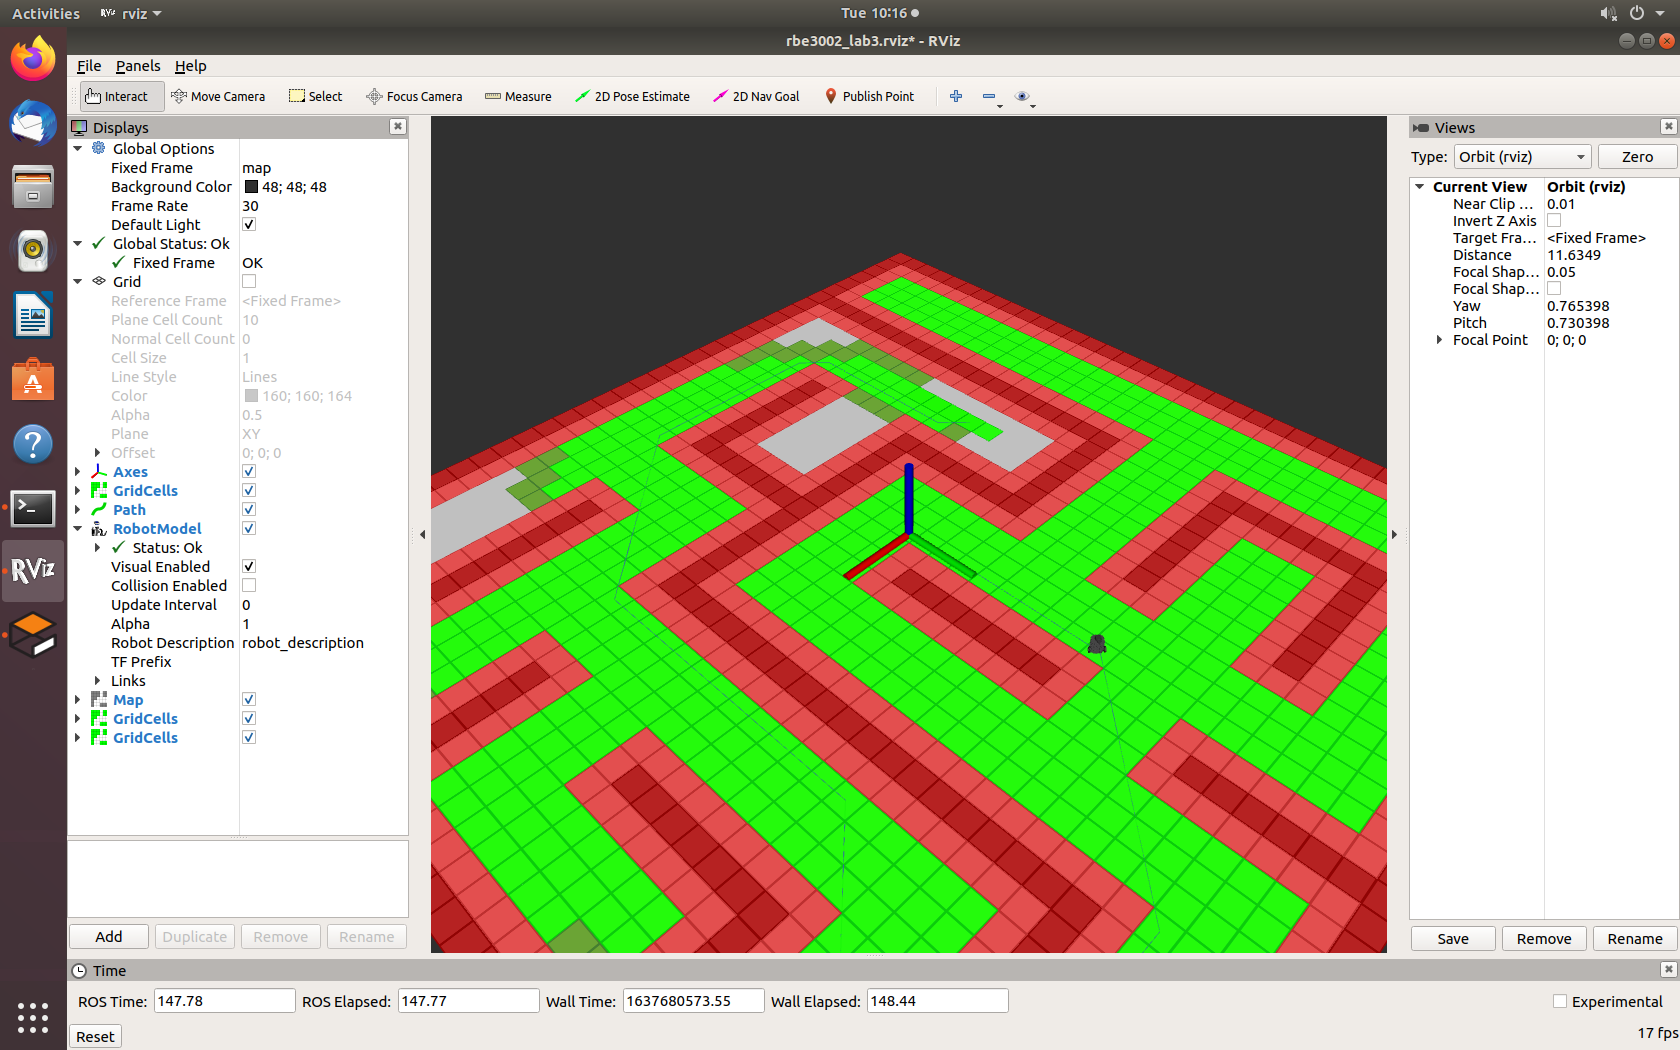 Activities
rviz
Tue 10:16
rbe3002_lab3.rviz* - RViz
File Panels Help
Interact Move Camera Select Focus Camera Measure 2D Pose Estimate 2D Nav Goal Publish Point
Displays
Global Options
Fixed Frame map
Background Color 48; 48; 48
Frame Rate 30
Default Light
Global Status: Ok
Fixed Frame OK
Grid
Reference Frame <Fixed Frame>
Plane Cell Count 10
Normal Cell Count 0
Cell Size 1
Line Style Lines
Color 160; 160; 164
Alpha 0.5
Plane XY
Offset 0; 0; 0
Axes
GridCells
Path
RobotModel
Status: Ok
Visual Enabled
Collision Enabled
Update Interval 0
Alpha 1
Robot Description robot_description
TF Prefix
Links
Map
GridCells
GridCells
Add Duplicate Remove Rename
RViz
Views
Type: Orbit (rviz) Zero
Current View Orbit (rviz)
Near Clip ... 0.01
Invert Z Axis
Target Fra... <Fixed Frame>
Distance 11.6349
Focal Shap... 0.05
Focal Shap...
Yaw 0.765398
Pitch 0.730398
Focal Point 0; 0; 0
Save Remove Rename
Time
ROS Time: 147.78 ROS Elapsed: 147.77 Wall Time: 1637680573.55 Wall Elapsed: 148.44 Experimental
Reset 17 fps